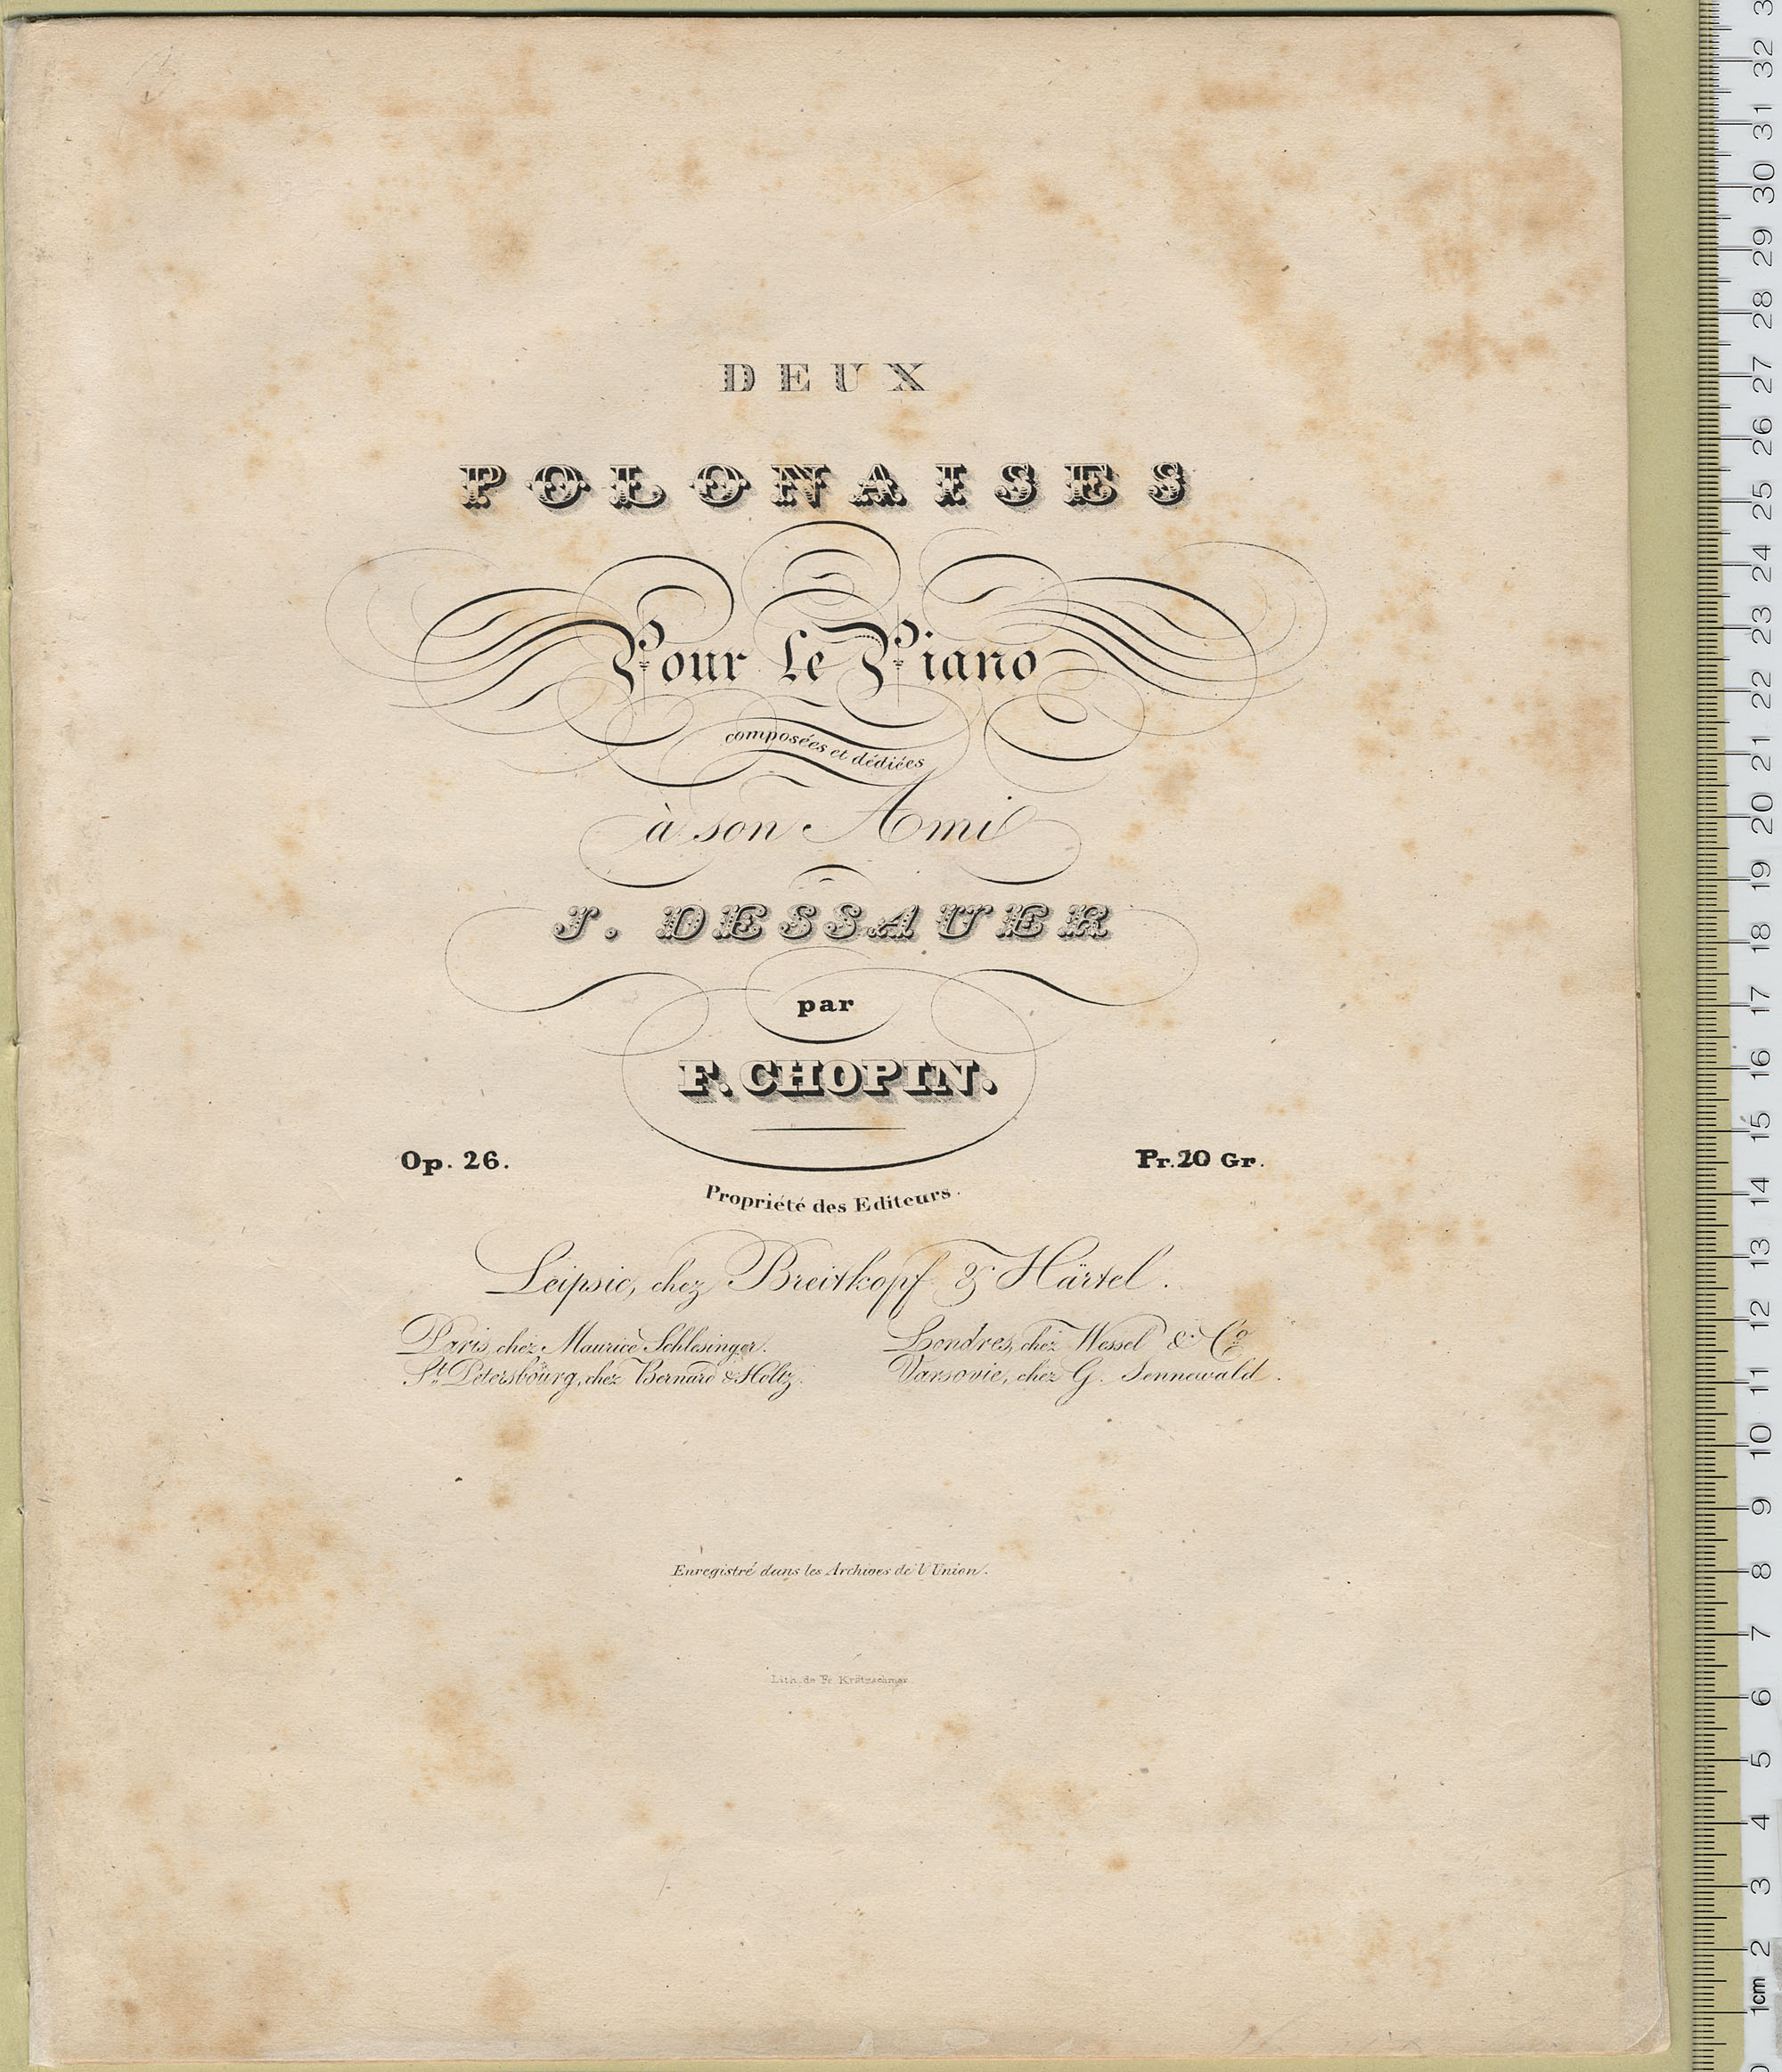 DEUX
POLONAISES
Pour le Piano
composées et dédiées
à son Ami
J. DESSAUER
par
F. CHOPIN.
Op. 26.
Pr. 20 Gr.
Propriété des Editeurs.
Leipsic, chez Breitkopf & Härtel.
Paris, chez Maurice Schlesinger.
Londres, chez Wessel & Co
St. Pétersbourg, chez Bernard & Holtz.
Varsovie, chez G. Sennewald.
Enregistré dans les Archives de l'Union.
Lith. de Fr. Krätzschmer
3
32
31
30
29
28
27
26
25
24
23
22
21
20
19
18
17
16
15
14
13
12
11
10
9
8
7
6
5
4
3
2
1cm
0